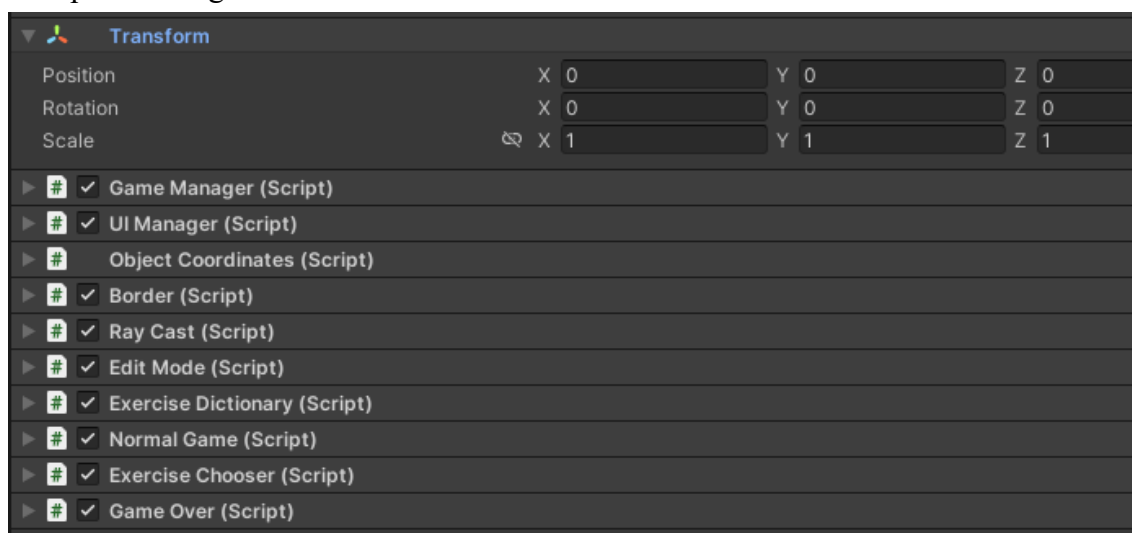 Transform
Position X 0 Y 0 Z 0
Rotation X 0 Y 0 Z 0
Scale X 1 Y 1 Z 1
# Game Manager (Script)
# UI Manager (Script)
# Object Coordinates (Script)
# Border (Script)
# Ray Cast (Script)
# Edit Mode (Script)
# Exercise Dictionary (Script)
# Normal Game (Script)
# Exercise Chooser (Script)
# Game Over (Script)